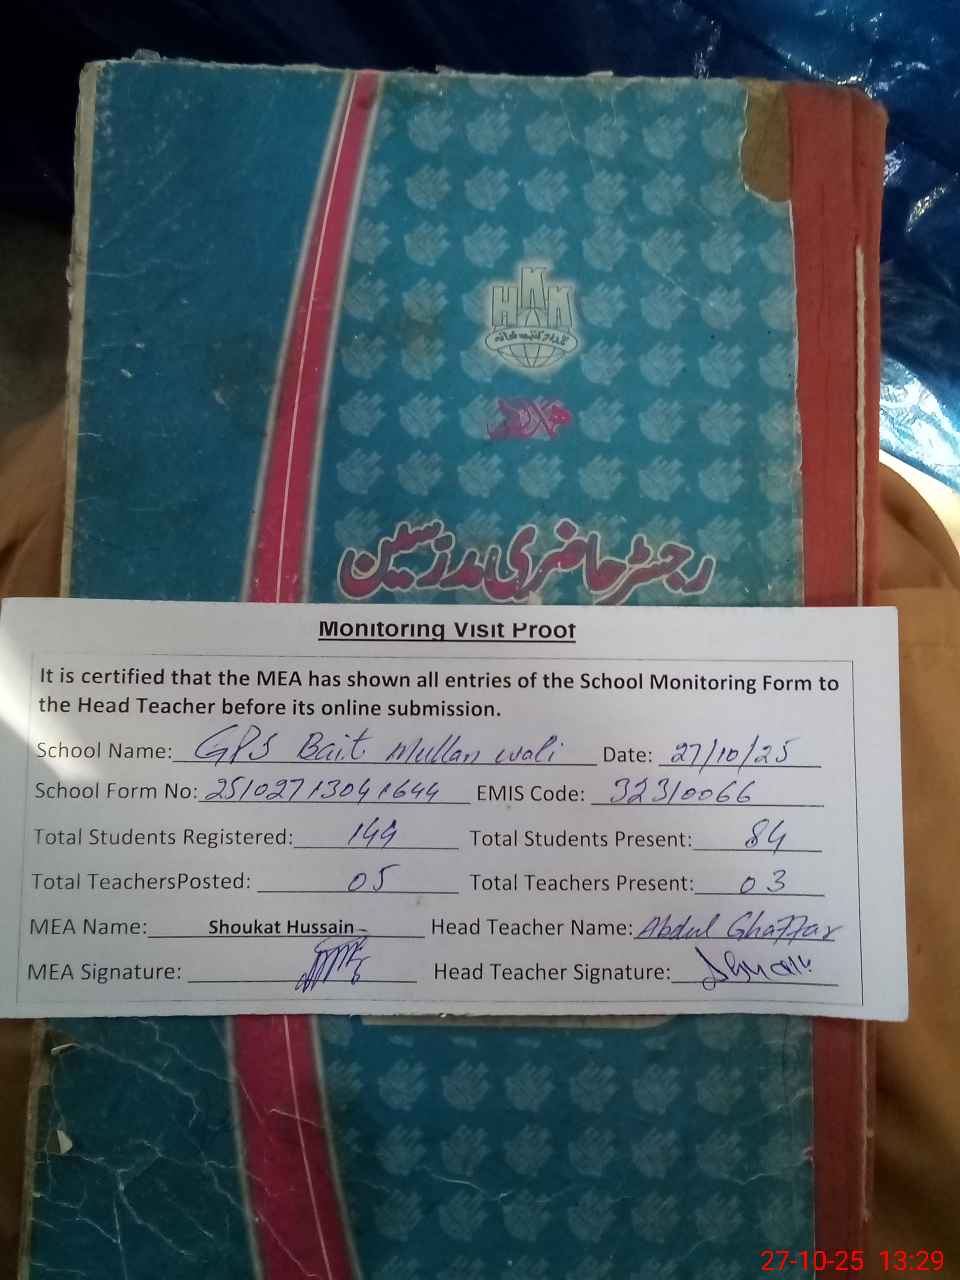 HAK
رجسٹر حاضری مدرسین
Monitoring Visit Proof
It is certified that the MEA has shown all entries of the School Monitoring Form to
the Head Teacher before its online submission.
School Name: GPS Bait Mullan wali Date: 27/10/25
School Form No: 25102713041644 EMIS Code: 32310066
Total Students Registered: 144 Total Students Present: 84
Total TeachersPosted: 05 Total Teachers Present: 03
MEA Name: Shoukat Hussain Head Teacher Name: Abdul Ghaffar
MEA Signature: Head Teacher Signature:
27-10-25 13:29